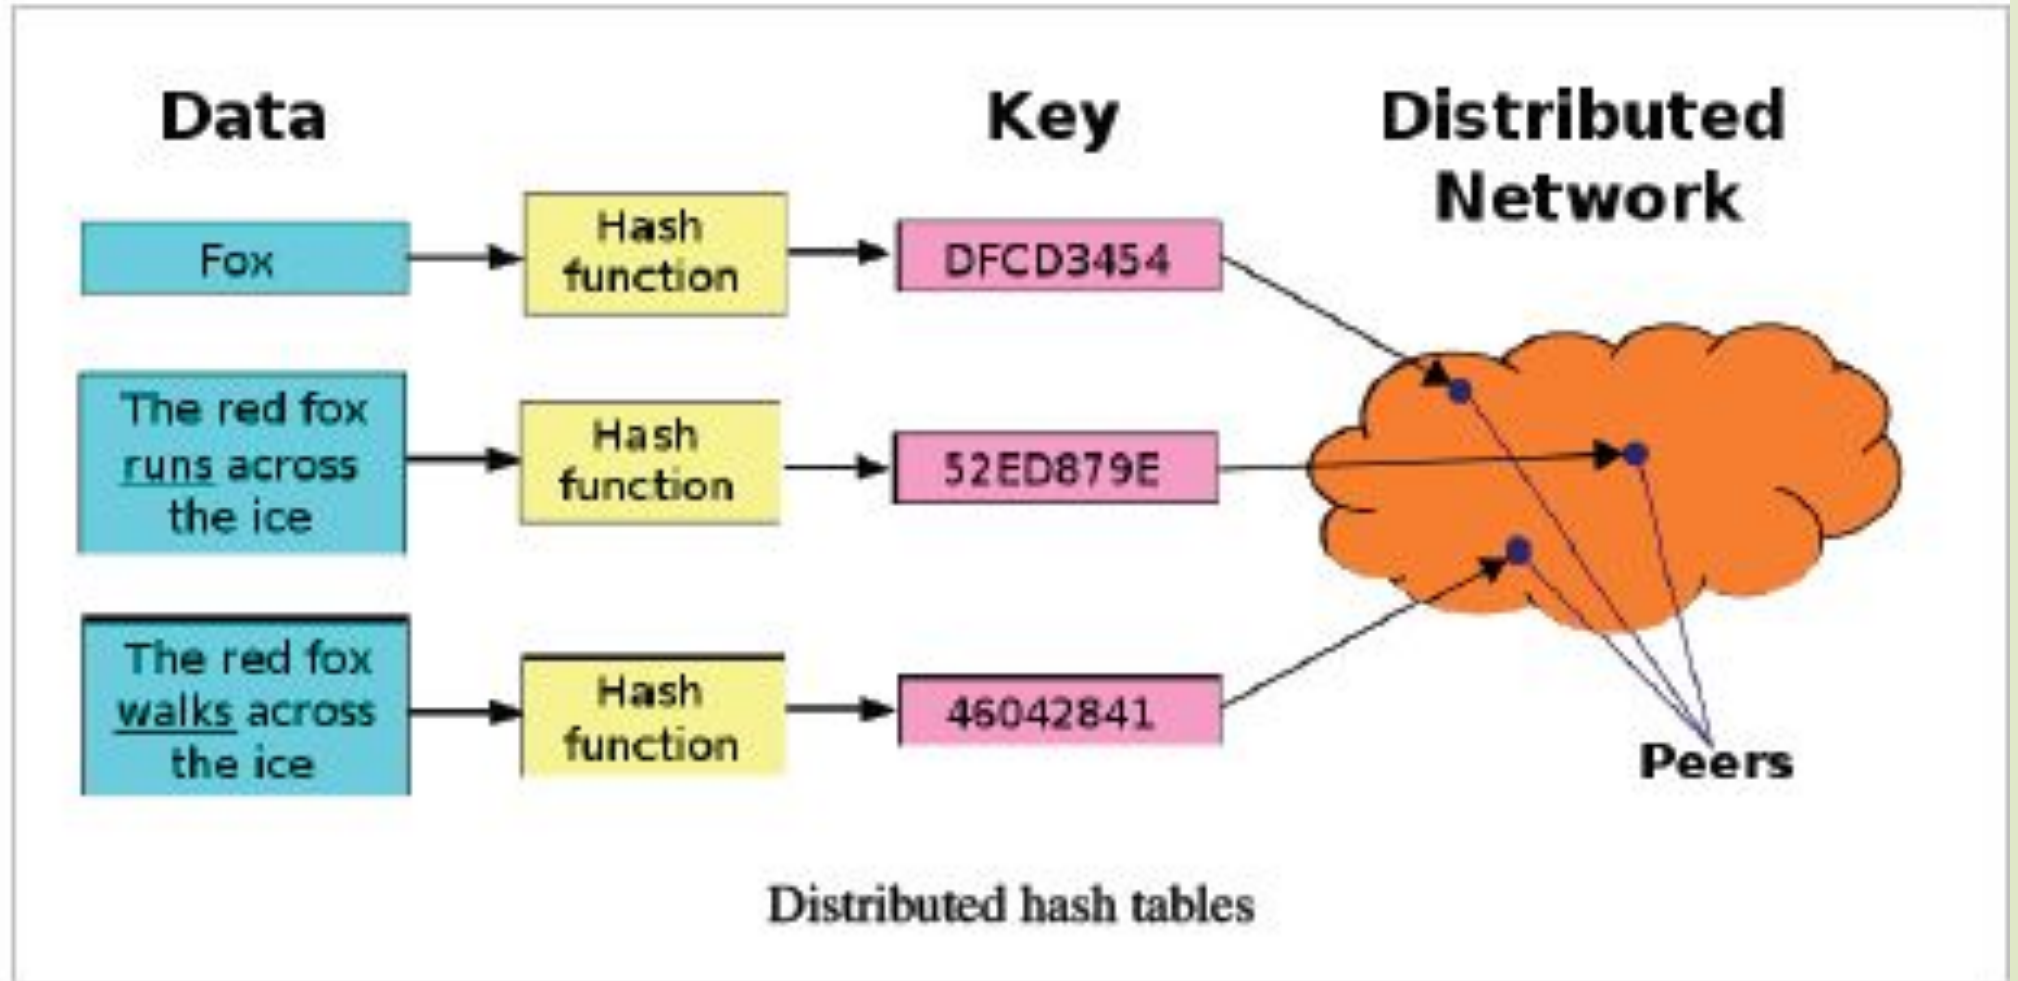 Data
Key
Distributed
Network
Fox
Hash
function
DFCD3454
The red fox
runs across
the ice
Hash
function
52ED879E
The red fox
walks across
the ice
Hash
function
46042841
Peers
Distributed hash tables